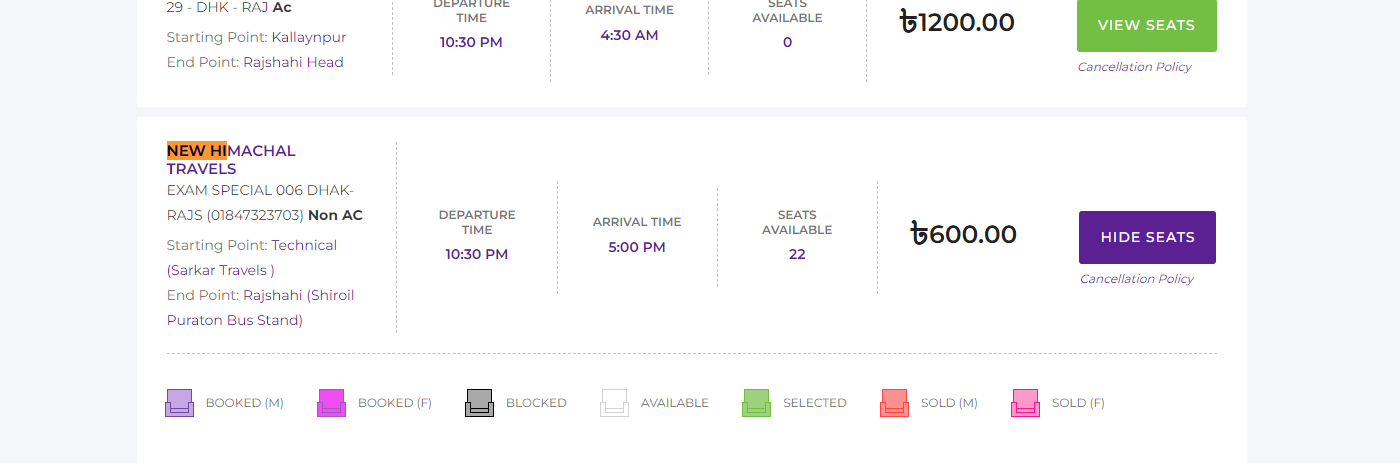 29 - DHK - RAJ Ac
Starting Point: Kallaynpur
End Point: Rajshahi Head
DEPARTURE
TIME
10:30 PM
ARRIVAL TIME
4:30 AM
SEATS
AVAILABLE
0
৳1200.00
VIEW SEATS
Cancellation Policy
NEW HIMACHAL
TRAVELS
EXAM SPECIAL 006 DHAK-
RAJS (01847323703) Non AC
Starting Point: Technical
(Sarkar Travels )
End Point: Rajshahi (Shiroil
Puraton Bus Stand)
DEPARTURE
TIME
10:30 PM
ARRIVAL TIME
5:00 PM
SEATS
AVAILABLE
22
৳600.00
HIDE SEATS
Cancellation Policy
BOOKED (M)
BOOKED (F)
BLOCKED
AVAILABLE
SELECTED
SOLD (M)
SOLD (F)